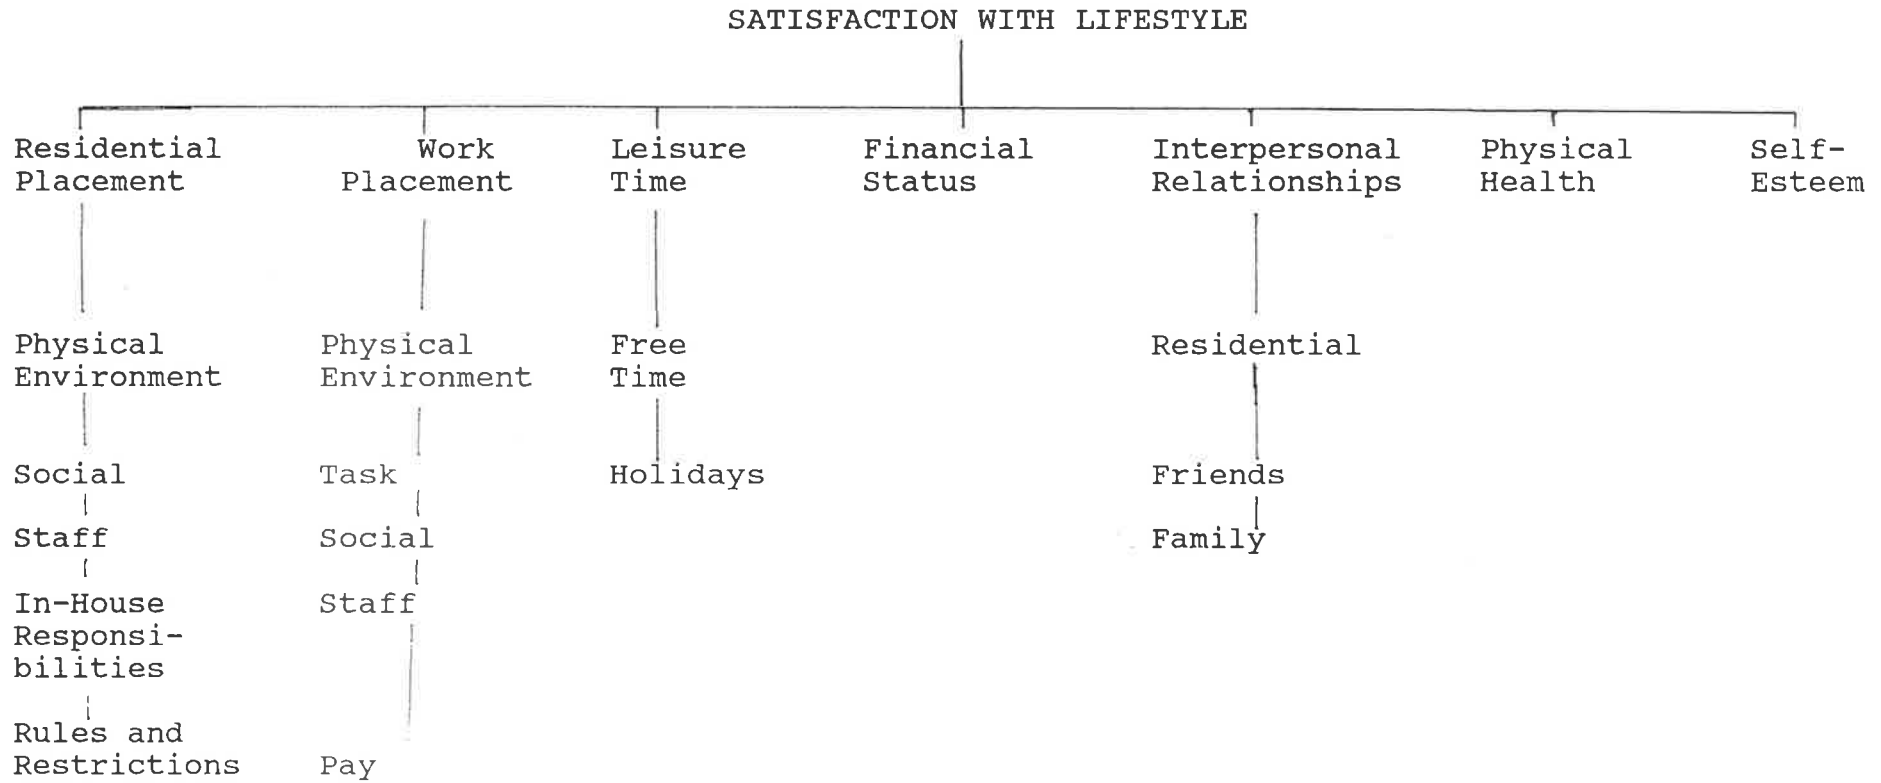 SATISFACTION WITH LIFESTYLE
Residential Work Leisure Financial Interpersonal Physical Self-
Placement Placement Time Status Relationships Health Esteem
Physical Physical Free Residential
Environment Environment Time
Social Task Holidays Friends
Staff Social Family
In-House Staff
Responsi-
bilities
Rules and
Restrictions Pay